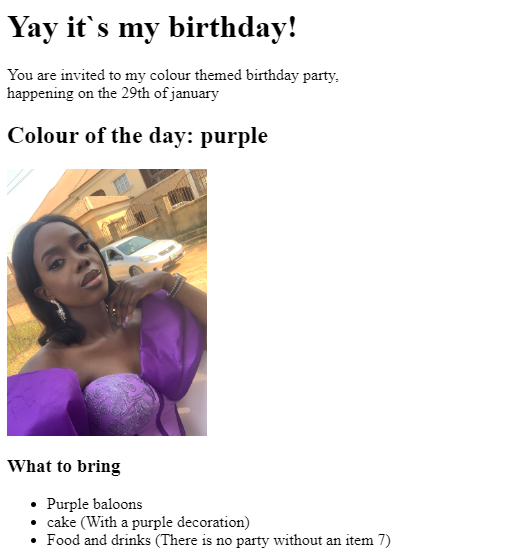 Yay it`s my birthday!
You are invited to my colour themed birthday party,
happening on the 29th of january
Colour of the day: purple
What to bring
Purple baloons
cake (With a purple decoration)
Food and drinks (There is no party without an item 7)